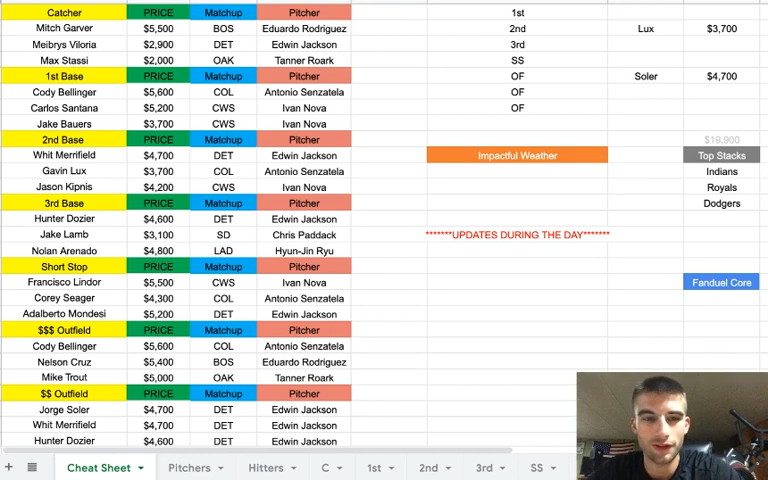 Catcher PRICE Matchup Pitcher 1st
Mitch Garver $5,500 BOS Eduardo Rodriguez 2nd Lux $3,700
Meibrys Viloria $2,900 DET Edwin Jackson 3rd
Max Stassi $2,000 OAK Tanner Roark SS
1st Base PRICE Matchup Pitcher OF Soler $4,700
Cody Bellinger $5,600 COL Antonio Senzatela OF
Carlos Santana $5,200 CWS Ivan Nova OF
Jake Bauers $3,700 CWS Ivan Nova
2nd Base PRICE Matchup Pitcher $19,900
Whit Merrifield $4,700 DET Edwin Jackson Impactful Weather Top Stacks
Gavin Lux $3,700 COL Antonio Senzatela Indians
Jason Kipnis $4,200 CWS Ivan Nova Royals
3rd Base PRICE Matchup Pitcher Dodgers
Hunter Dozier $4,600 DET Edwin Jackson
Jake Lamb $3,100 SD Chris Paddack *******UPDATES DURING THE DAY*******
Nolan Arenado $4,800 LAD Hyun-Jin Ryu
Short Stop PRICE Matchup Pitcher
Francisco Lindor $5,500 CWS Ivan Nova Fanduel Core
Corey Seager $4,300 COL Antonio Senzatela
Adalberto Mondesi $5,200 DET Edwin Jackson
$$$ Outfield PRICE Matchup Pitcher
Cody Bellinger $5,600 COL Antonio Senzatela
Nelson Cruz $5,400 BOS Eduardo Rodriguez
Mike Trout $5,000 OAK Tanner Roark
$$ Outfield PRICE Matchup Pitcher
Jorge Soler $4,700 DET Edwin Jackson
Whit Merrifield $4,700 DET Edwin Jackson
Hunter Dozier $4,600 DET Edwin Jackson
Cheat Sheet Pitchers Hitters C 1st 2nd 3rd SS